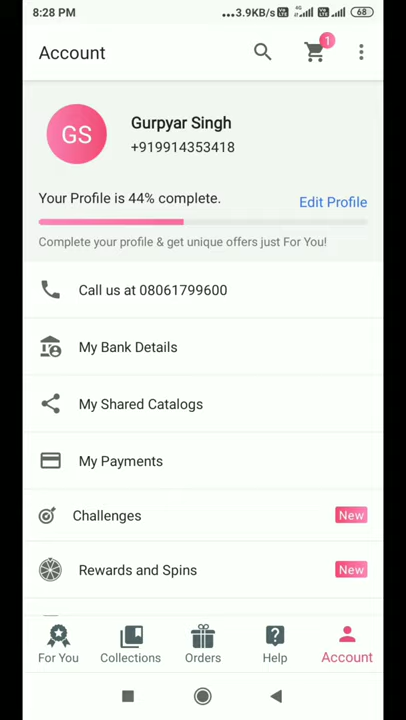 8:28 PM ...3.9KB/s 4G 68
Account 1
GS Gurpyar Singh
+919914353418
Your Profile is 44% complete. Edit Profile
Complete your profile & get unique offers just For You!
Call us at 08061799600
My Bank Details
My Shared Catalogs
My Payments
Challenges New
Rewards and Spins New
For You Collections Orders Help Account